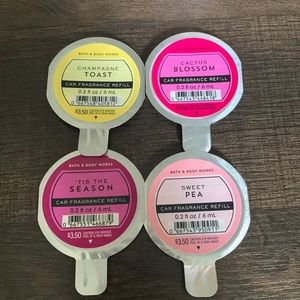 BATH & BODY WORKS
CHAMPAGNE
TOAST
CAR FRAGRANCE REFILL
0.2 fl oz / 6 mL
$3.50
CACTUS
BLOSSOM
CAR FRAGRANCE REFILL
0.2 fl oz / 6 mL
BATH & BODY WORKS
'TIS THE
SEASON
CAR FRAGRANCE REFILL
0.2 fl oz / 6 mL
$3.50
SWEET
PEA
CAR FRAGRANCE REFILL
0.2 fl oz / 6 mL
$3.50